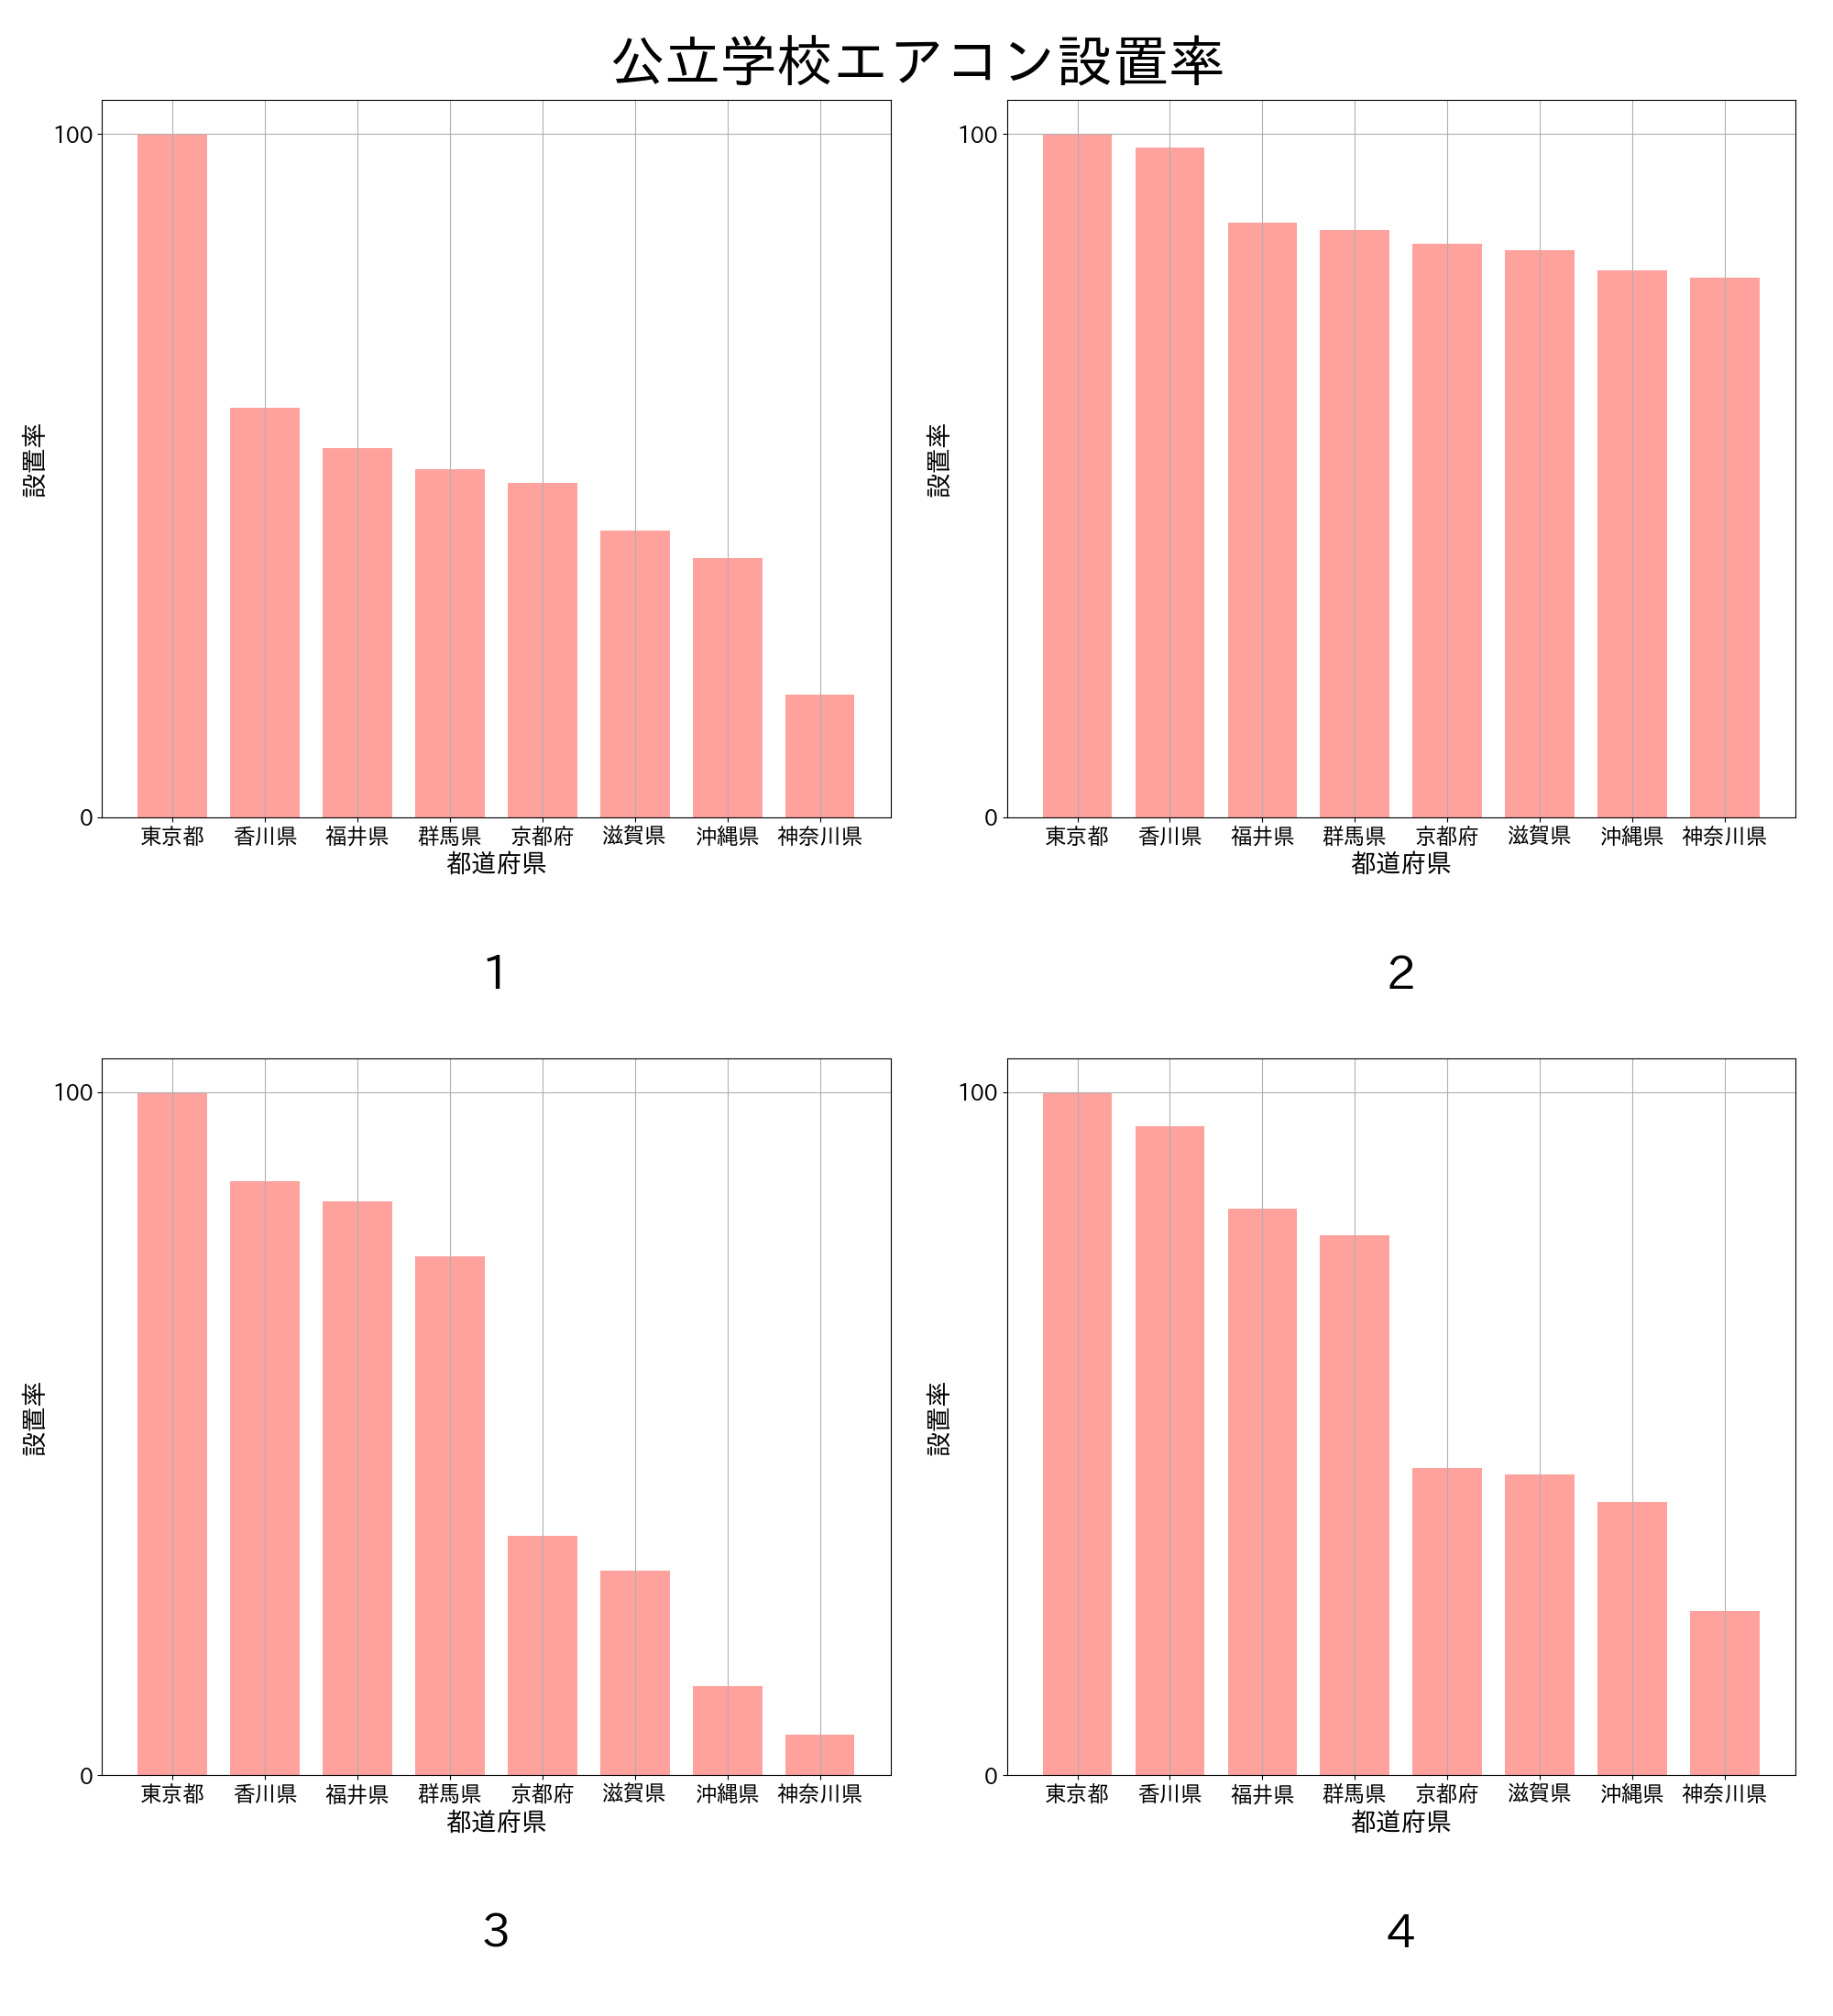 公立学校エアコン設置率
100
設置率
0
東京都 香川県 福井県 群馬県 京都府 滋賀県 沖縄県 神奈川県
都道府県
1
100
設置率
0
東京都 香川県 福井県 群馬県 京都府 滋賀県 沖縄県 神奈川県
都道府県
2
100
設置率
0
東京都 香川県 福井県 群馬県 京都府 滋賀県 沖縄県 神奈川県
都道府県
3
100
設置率
0
東京都 香川県 福井県 群馬県 京都府 滋賀県 沖縄県 神奈川県
都道府県
4